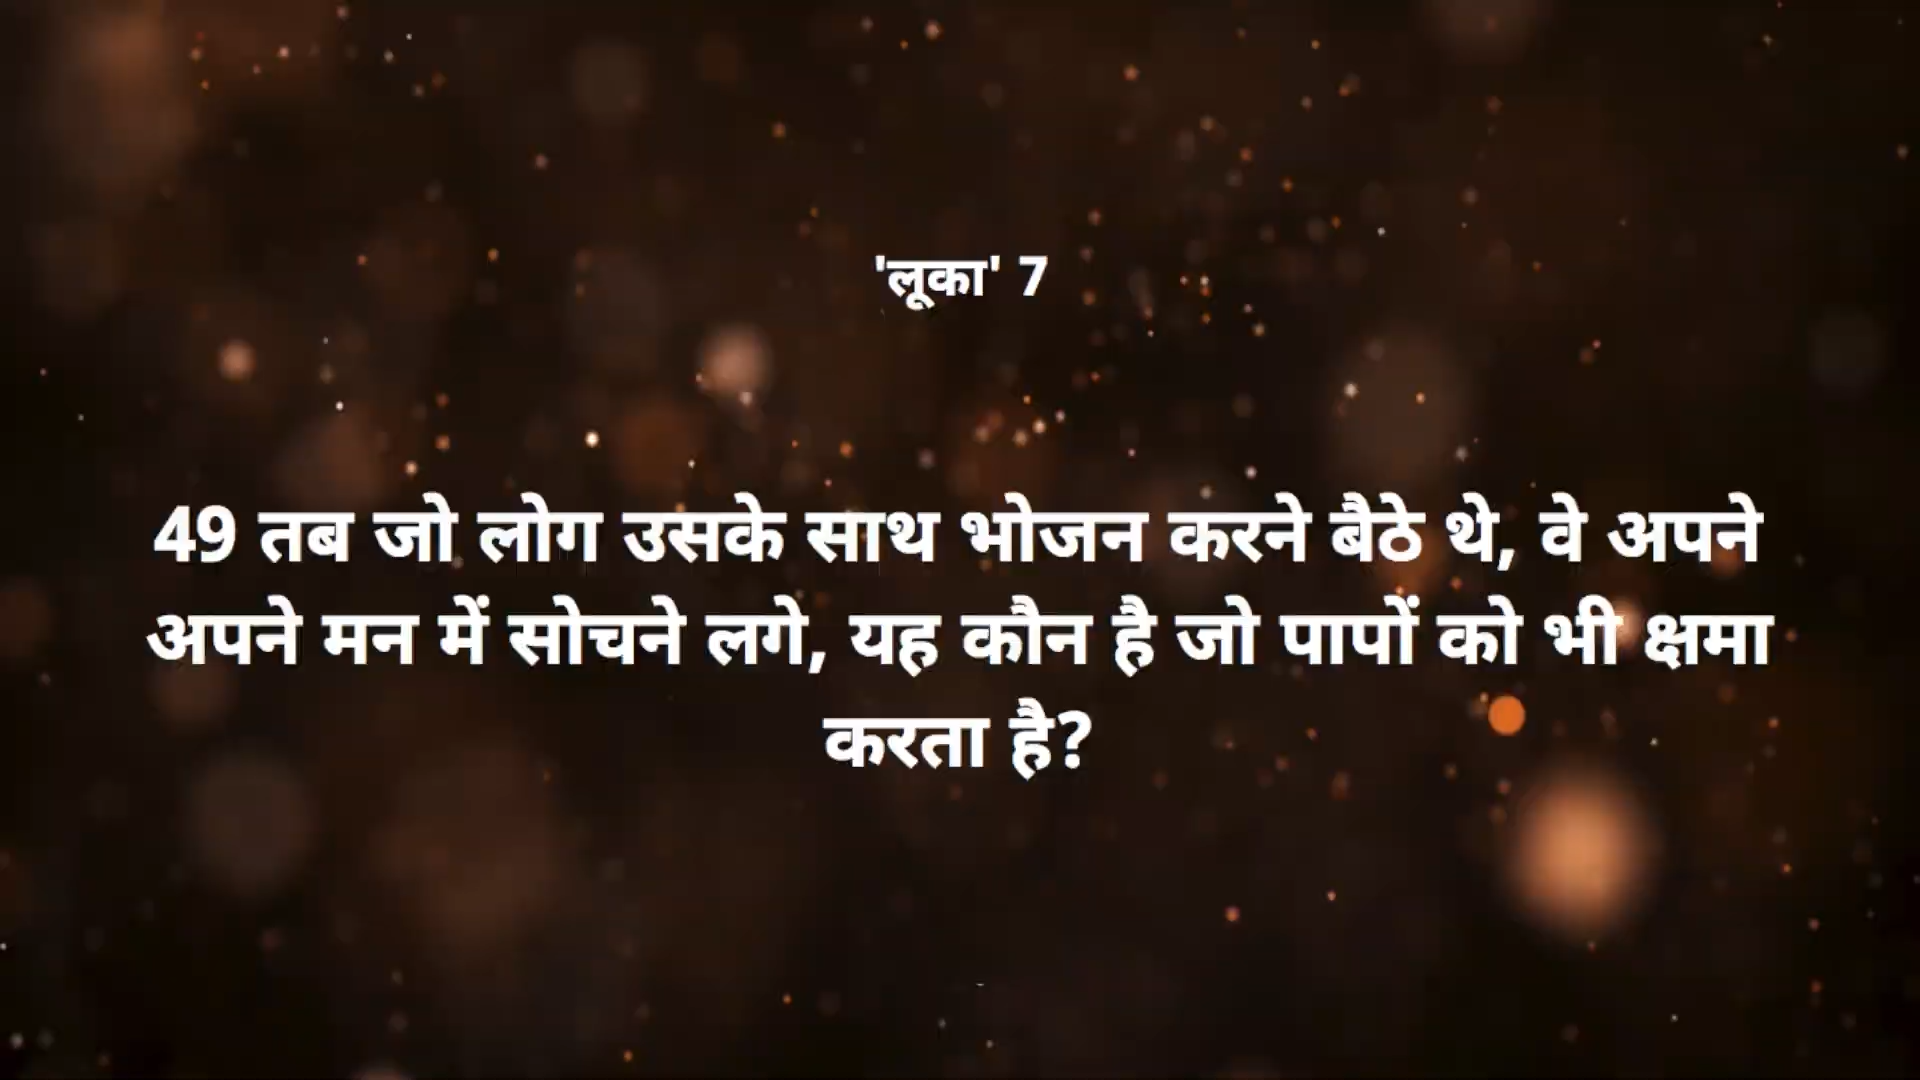 'लूका' 7
49 तब जो लोग उसके साथ भोजन करने बैठे थे, वे अपने
अपने मन में सोचने लगे, यह कौन है जो पापों को भी क्षमा
करता है?